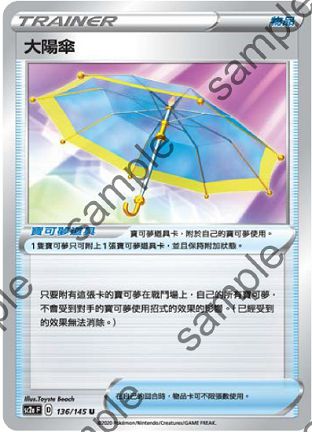 TRAINER 物品
大陽傘
sample
sample
寶可夢道具 寶可夢道具卡,附於自己的寶可夢使用。
1隻寶可夢只可附上1張寶可夢道具卡,並且保持附加狀態。
sample
只要附有這張卡的寶可夢在戰鬥場上,自己的所有寶可夢,
不會受到對手的寶可夢使用招式的效果的影響。(已經受到
的效果無法消除。)
sample
在自己的回合時,物品卡可不限張數使用。
Illus.Toyste Beach
sc2a F D 136/145 U
©2020 Pokémon/Nintendo/Creatures/GAME FREAK.
sample